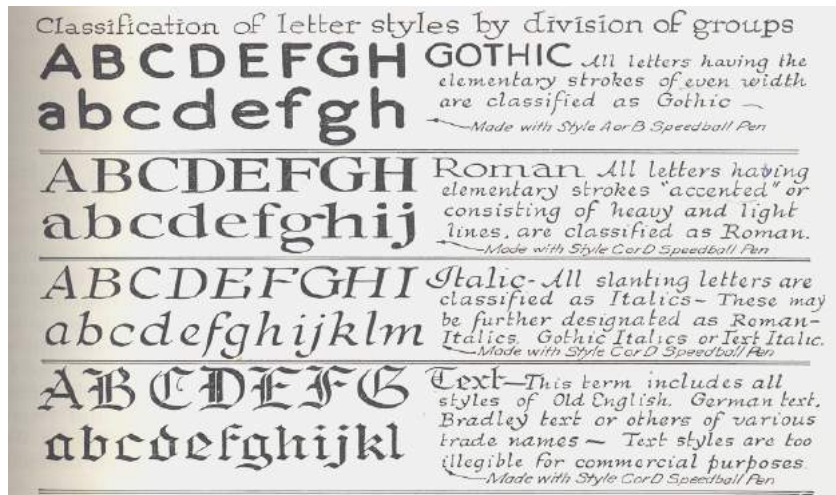 Classification of letter styles by division of groups
A B C D E F G H GOTHIC All letters having the
elementary strokes of even width
a b c d e f g h are classified as Gothic —
Made with Style A or B Speedball Pen
ABCDEFGH Roman All letters having
elementary strokes "accented" or
abcdefghij consisting of heavy and light
lines, are classified as Roman.
Made with Style C or D Speedball Pen
ABCDEFGHI Italic- All slanting letters are
classified as Italics - These may
abcdefghijklm be further designated as Roman-
Italics, Gothic Italics or Text Italic.
Made with Style C or D Speedball Pen
ABCDEFG Text—This term includes all
styles of Old English, German text,
Bradley text or others of various
abcdefghijkl trade names — Text styles are too
illegible for commercial purposes.
Made with Style C or D Speedball Pen